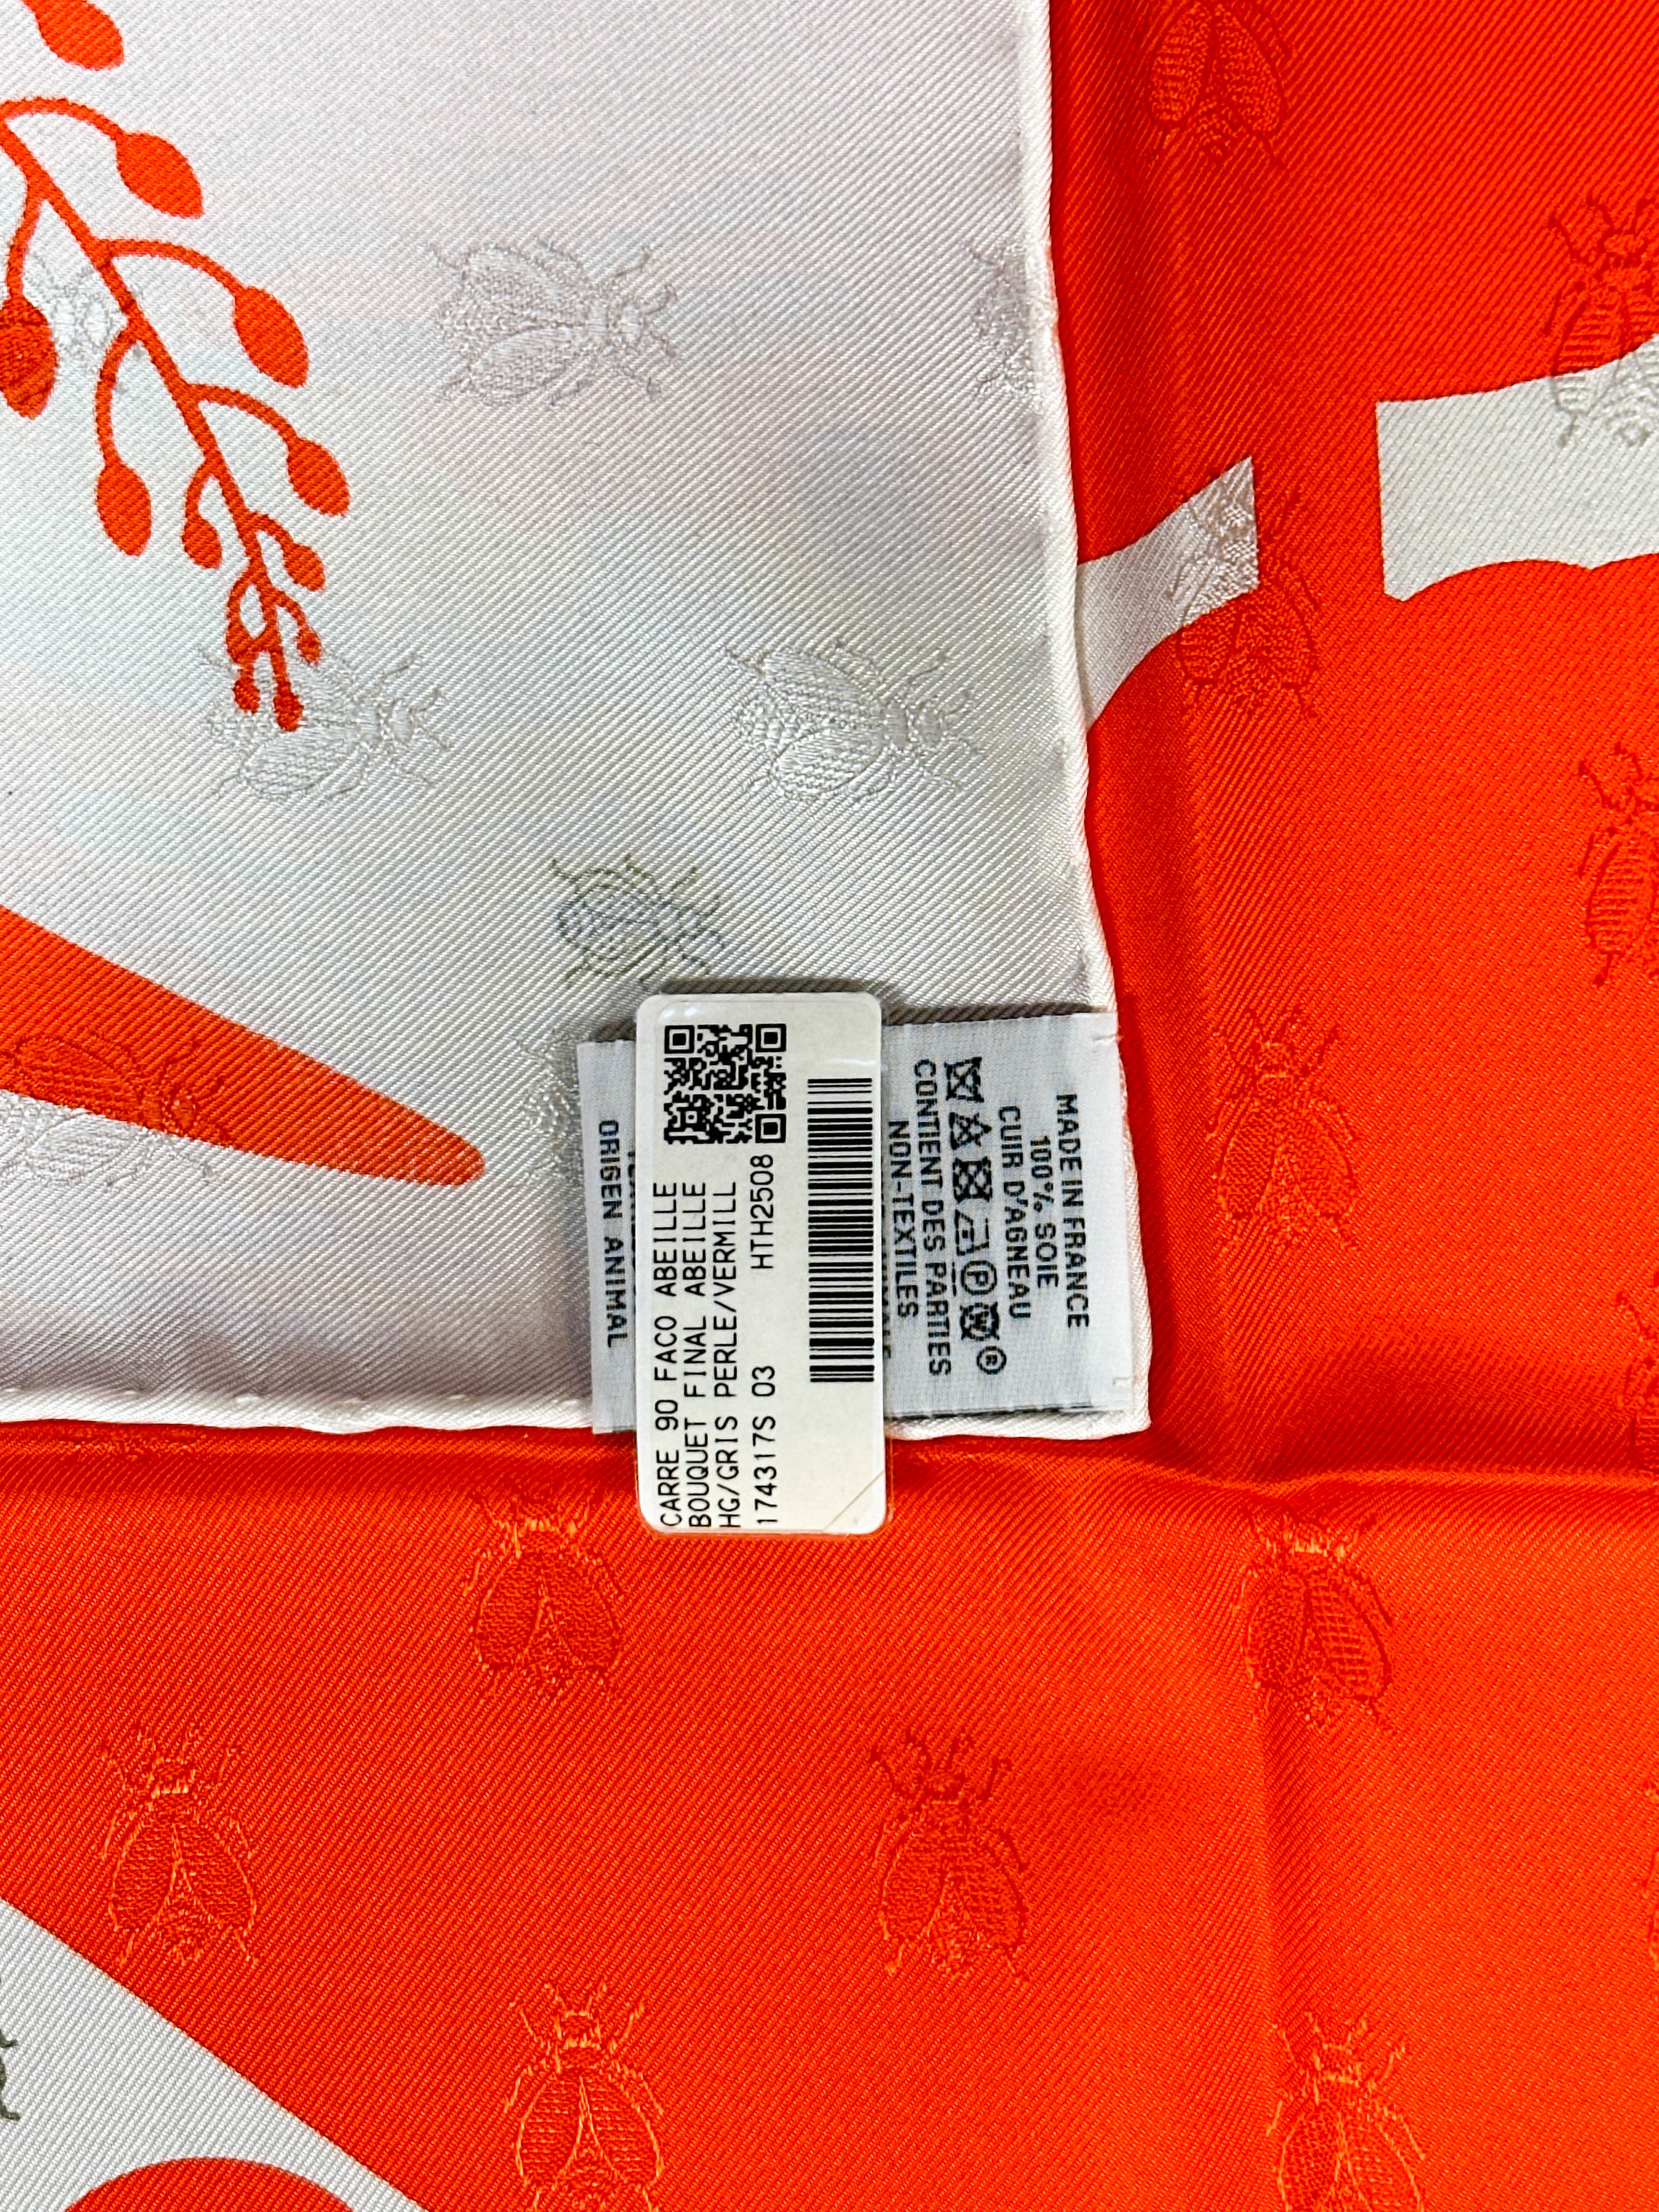 CARRE 90 FACO ABEILLE
BOUQUET FINAL ABEILLE
HG/GRIS PERLE/VERMILL
174317S 03 HTH2508
MADE IN FRANCE
100% SOIE
CUIR D'AGNEAU
CONTIENT DES PARTIES
NON-TEXTILES
ORIGEN ANIMAL